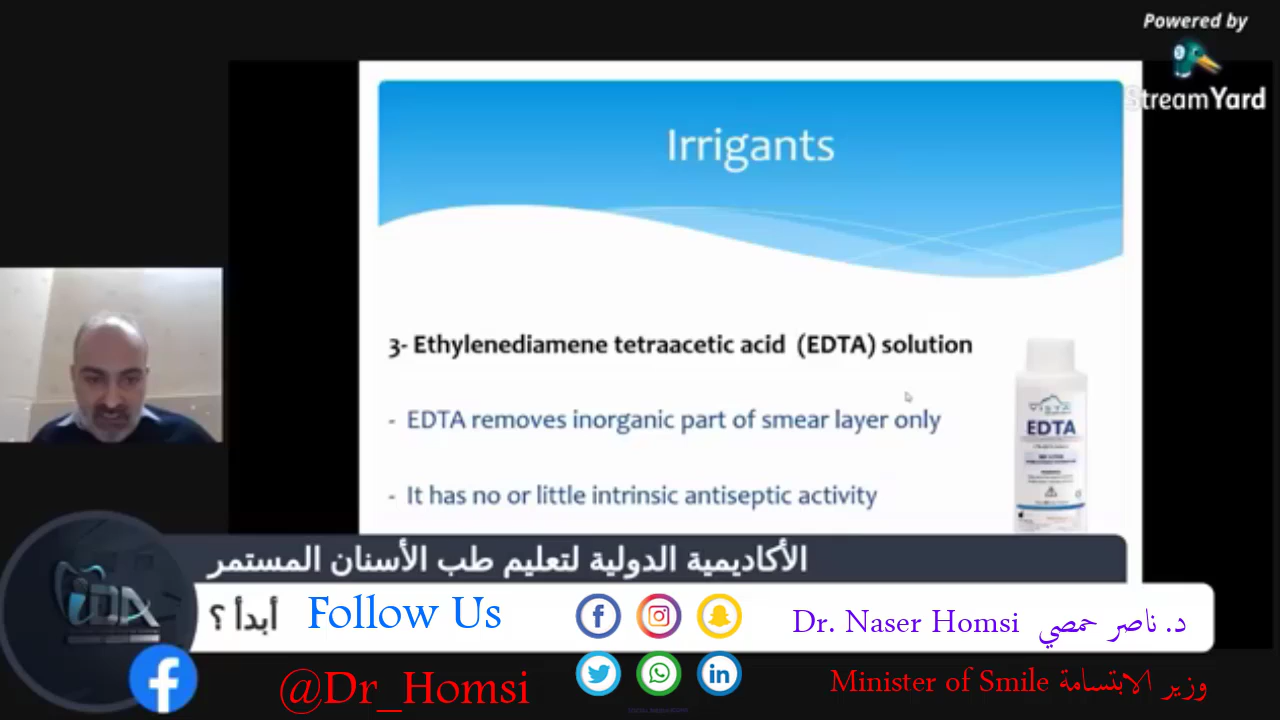 Powered by
StreamYard
Irrigants
3- Ethylenediamene tetraacetic acid (EDTA) solution
- EDTA removes inorganic part of smear layer only
- It has no or little intrinsic antiseptic activity
VISTA
EDTA
الأكاديمية الدولية لتعليم طب الأسنان المستمر
أبدأ ؟
Follow Us
Dr. Naser Homsi د. ناصر حمصي
@Dr_Homsi
Minister of Smile وزير الابتسامة